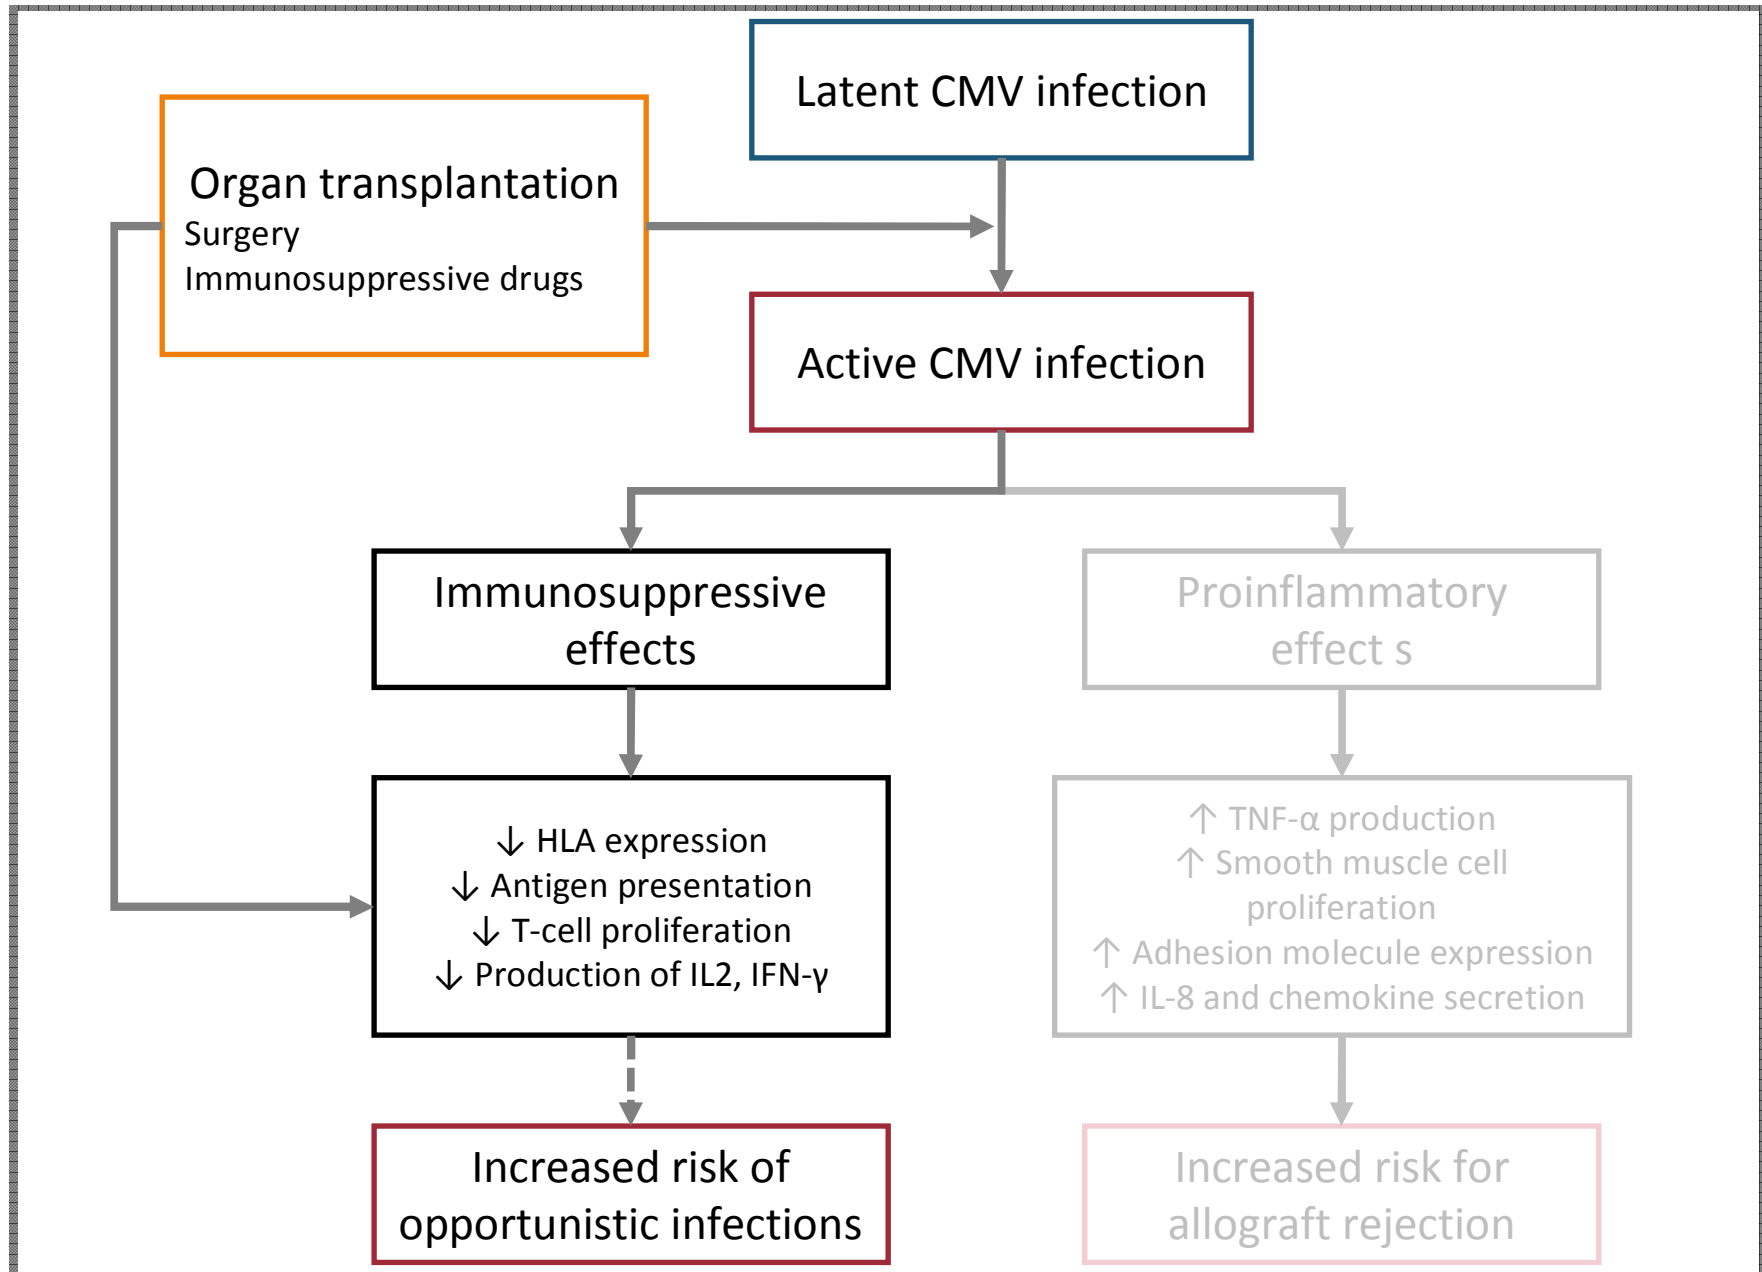 Latent CMV infection
Organ transplantation
Surgery
Immunosuppressive drugs
Active CMV infection
Immunosuppressive
effects
Proinflammatory
effect s
↓ HLA expression
↓ Antigen presentation
↓ T-cell proliferation
↓ Production of IL2, IFN-γ
↑ TNF-α production
↑ Smooth muscle cell
proliferation
↑ Adhesion molecule expression
↑ IL-8 and chemokine secretion
Increased risk of
opportunistic infections
Increased risk for
allograft rejection